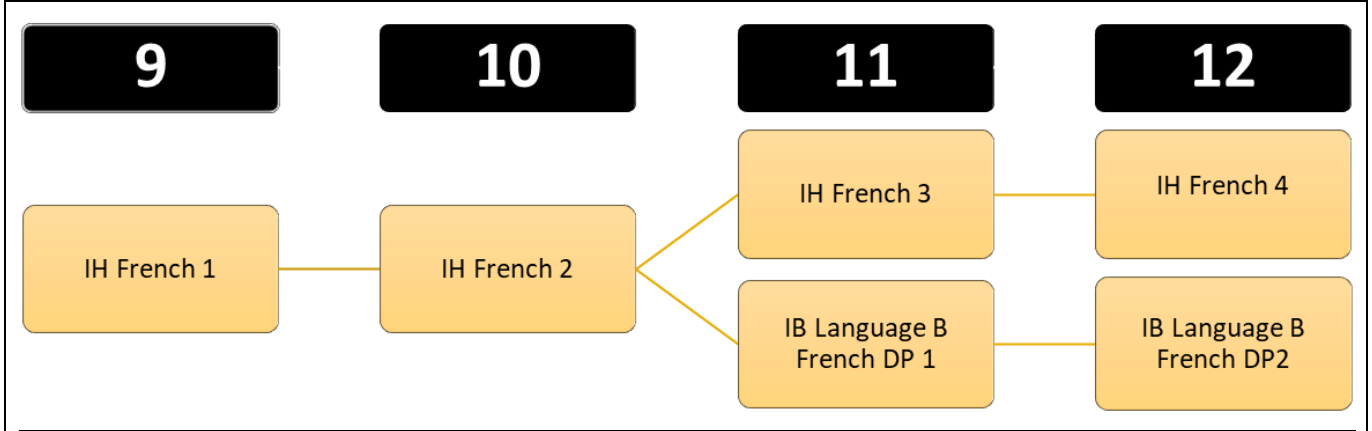 9
10
11
12
IH French 1
IH French 2
IH French 3
IH French 4
IB Language B
French DP 1
IB Language B
French DP2